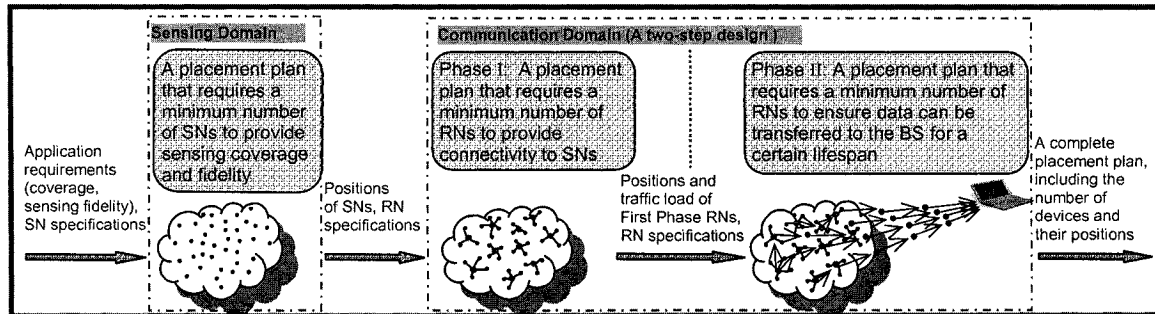 Sensing Domain
Communication Domain (A two-step design )
A placement plan
that requires a
minimum number
of SNs to provide
sensing coverage
and fidelity
Phase I: A placement
plan that requires a
minimum number of
RNs to provide
connectivity to SNs
Phase II: A placement plan that
requires a minimum number of
RNs to ensure data can be
transferred to the BS for a
certain lifespan
Application
requirements
(coverage,
sensing fidelity),
SN specifications
Positions
of SNs, RN
specifications
Positions and
traffic load of
First Phase RNs,
RN specifications
A complete
placement plan,
including the
number of
devices and
their positions